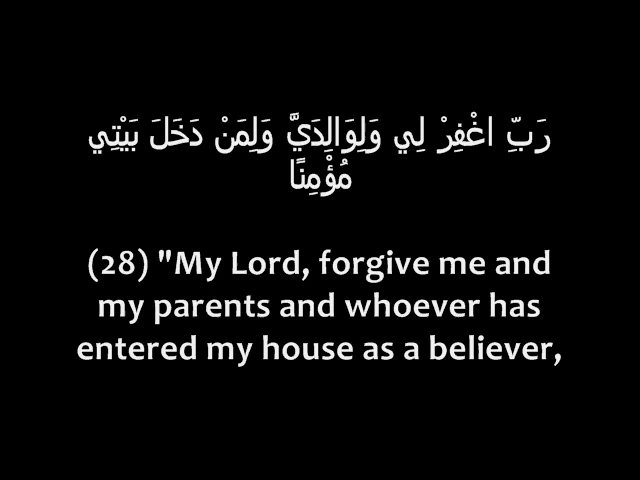 رَبِّ اغْفِرْ لِي وَلِوَالِدَيَّ وَلِمَنْ دَخَلَ بَيْتِي
مُؤْمِنًا
(28) "My Lord, forgive me and
my parents and whoever has
entered my house as a believer,